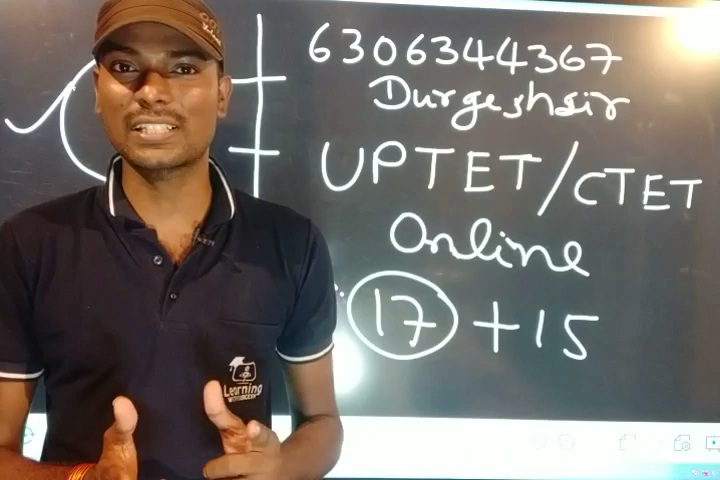 6306344367
Durgeshsir
UPTET/CTET
Online
17 + 15
Learning